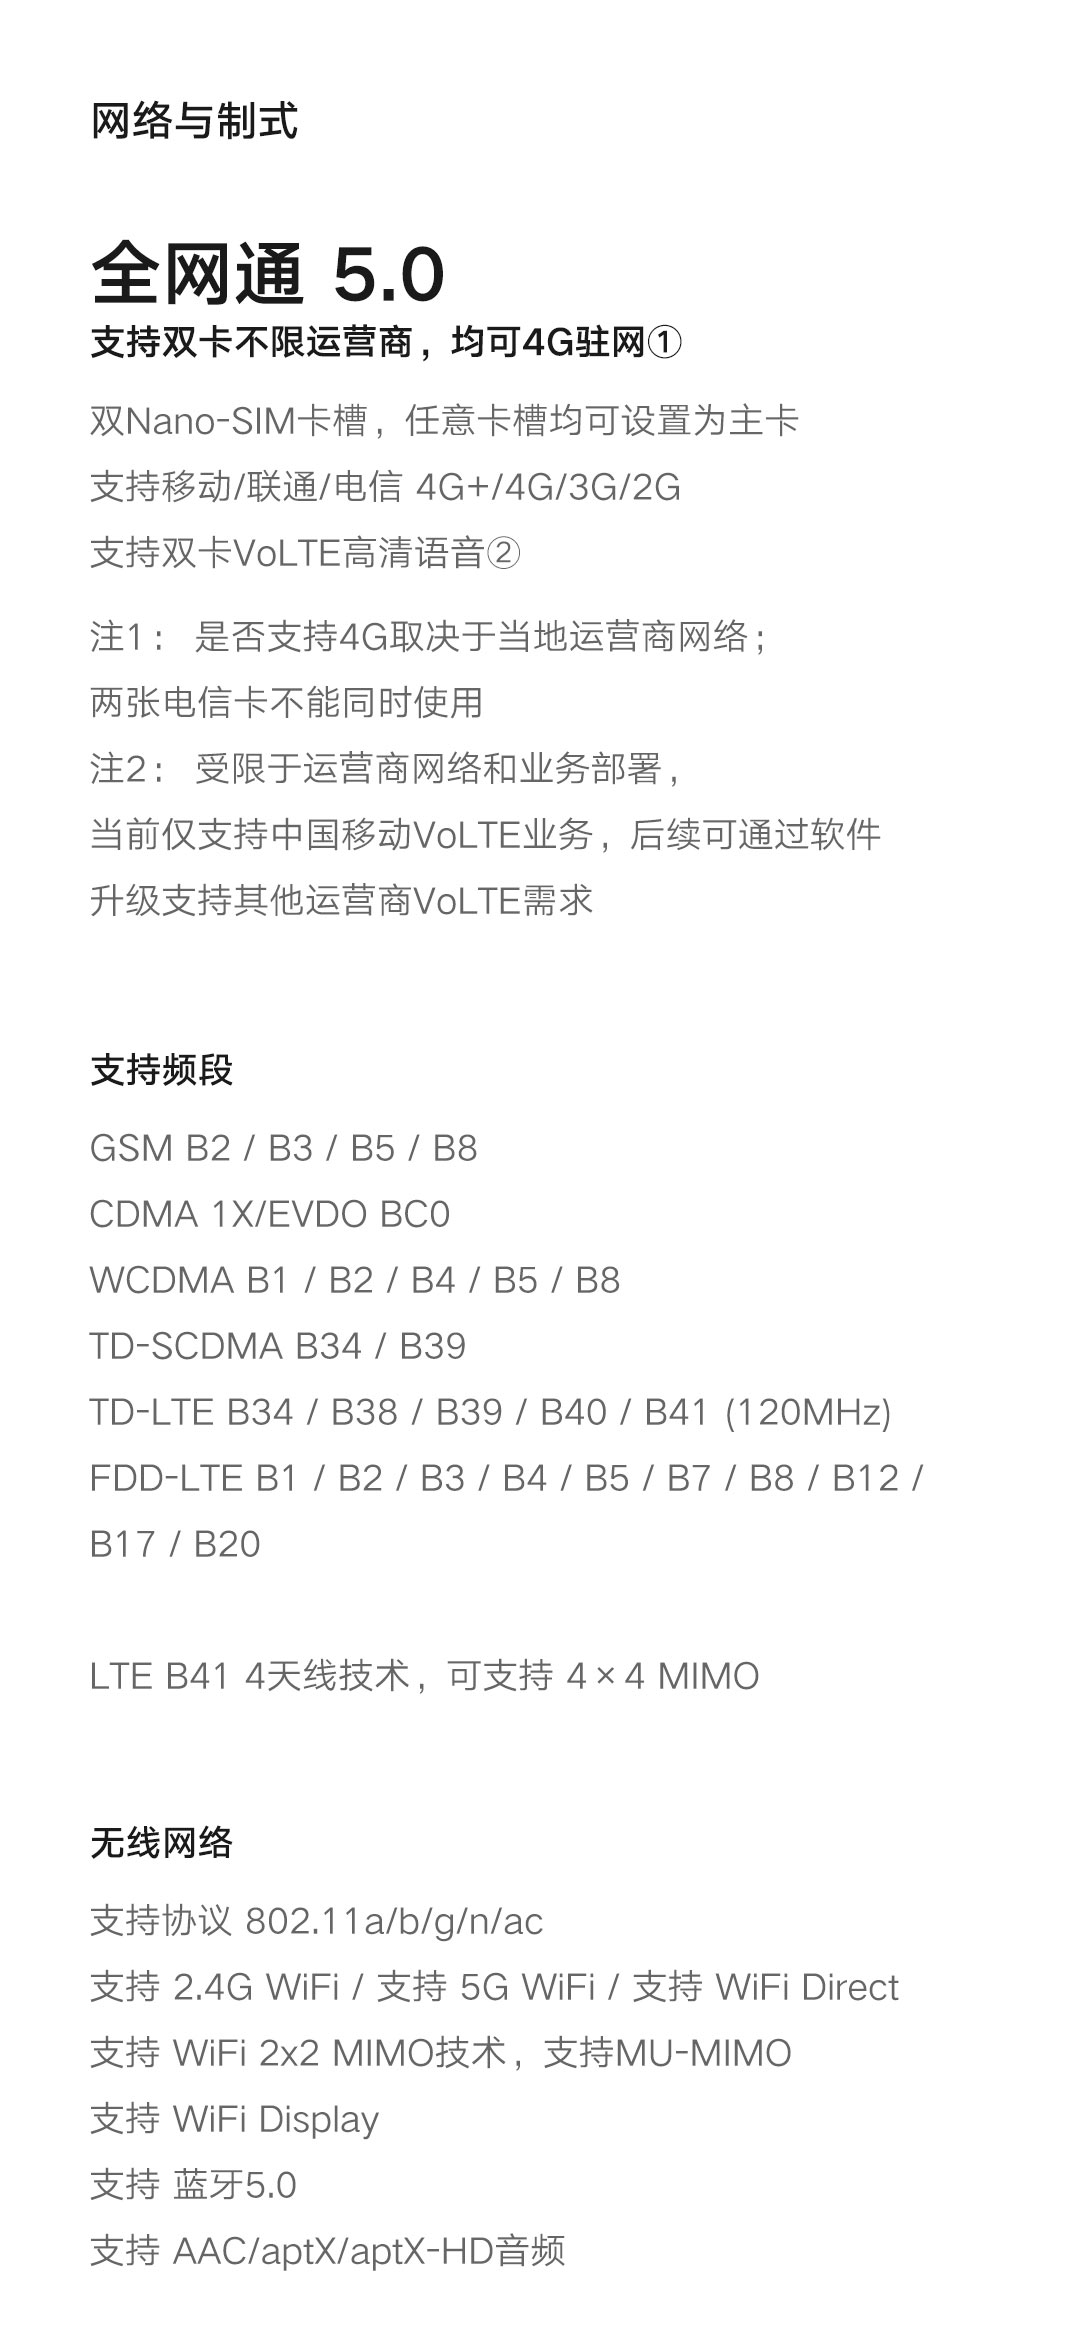 网络与制式
全网通 5.0
支持双卡不限运营商，均可4G驻网①
双Nano-SIM卡槽，任意卡槽均可设置为主卡
支持移动/联通/电信 4G+/4G/3G/2G
支持双卡VoLTE高清语音②
注1： 是否支持4G取决于当地运营商网络；
两张电信卡不能同时使用
注2： 受限于运营商网络和业务部署，
当前仅支持中国移动VoLTE业务，后续可通过软件
升级支持其他运营商VoLTE需求
支持频段
GSM B2 / B3 / B5 / B8
CDMA 1X/EVDO BC0
WCDMA B1 / B2 / B4 / B5 / B8
TD-SCDMA B34 / B39
TD-LTE B34 / B38 / B39 / B40 / B41 (120MHz)
FDD-LTE B1 / B2 / B3 / B4 / B5 / B7 / B8 / B12 /
B17 / B20
LTE B41 4天线技术，可支持 4×4 MIMO
无线网络
支持协议 802.11a/b/g/n/ac
支持 2.4G WiFi / 支持 5G WiFi / 支持 WiFi Direct
支持 WiFi 2x2 MIMO技术，支持MU-MIMO
支持 WiFi Display
支持 蓝牙5.0
支持 AAC/aptX/aptX-HD音频